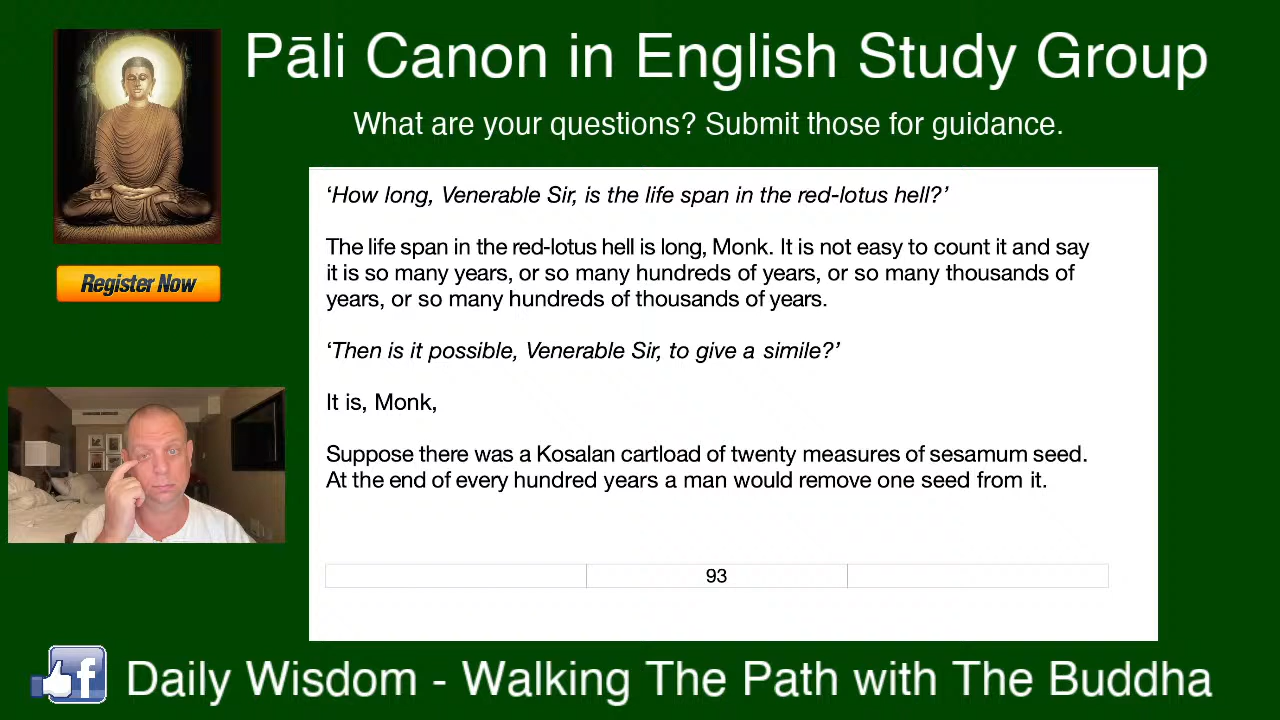 Pāli Canon in English Study Group
What are your questions? Submit those for guidance.
Register Now
‘How long, Venerable Sir, is the life span in the red-lotus hell?’
The life span in the red-lotus hell is long, Monk. It is not easy to count it and say
it is so many years, or so many hundreds of years, or so many thousands of
years, or so many hundreds of thousands of years.
‘Then is it possible, Venerable Sir, to give a simile?’
It is, Monk,
Suppose there was a Kosalan cartload of twenty measures of sesamum seed.
At the end of every hundred years a man would remove one seed from it.
93
f
Daily Wisdom - Walking The Path with The Buddha